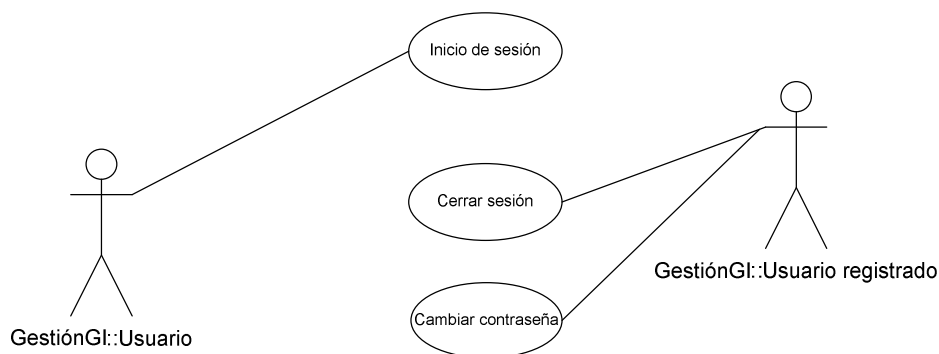 Inicio de sesión
Cerrar sesión
GestiónGI::Usuario registrado
Cambiar contraseña
GestiónGI::Usuario